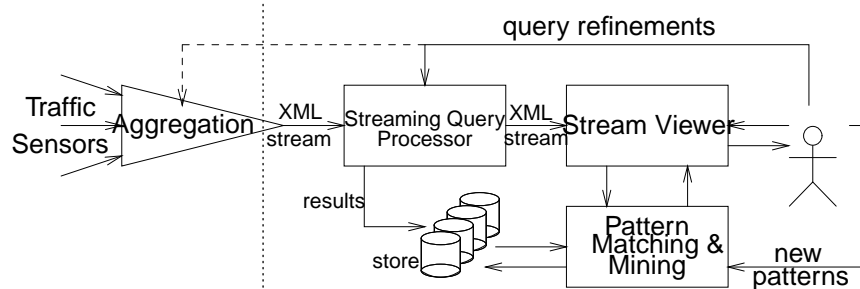 query refinements
Traffic
Sensors
Aggregation
XML
stream
Streaming Query
Processor
XML
stream
Stream Viewer
results
store
Pattern
Matching &
Mining
new
patterns